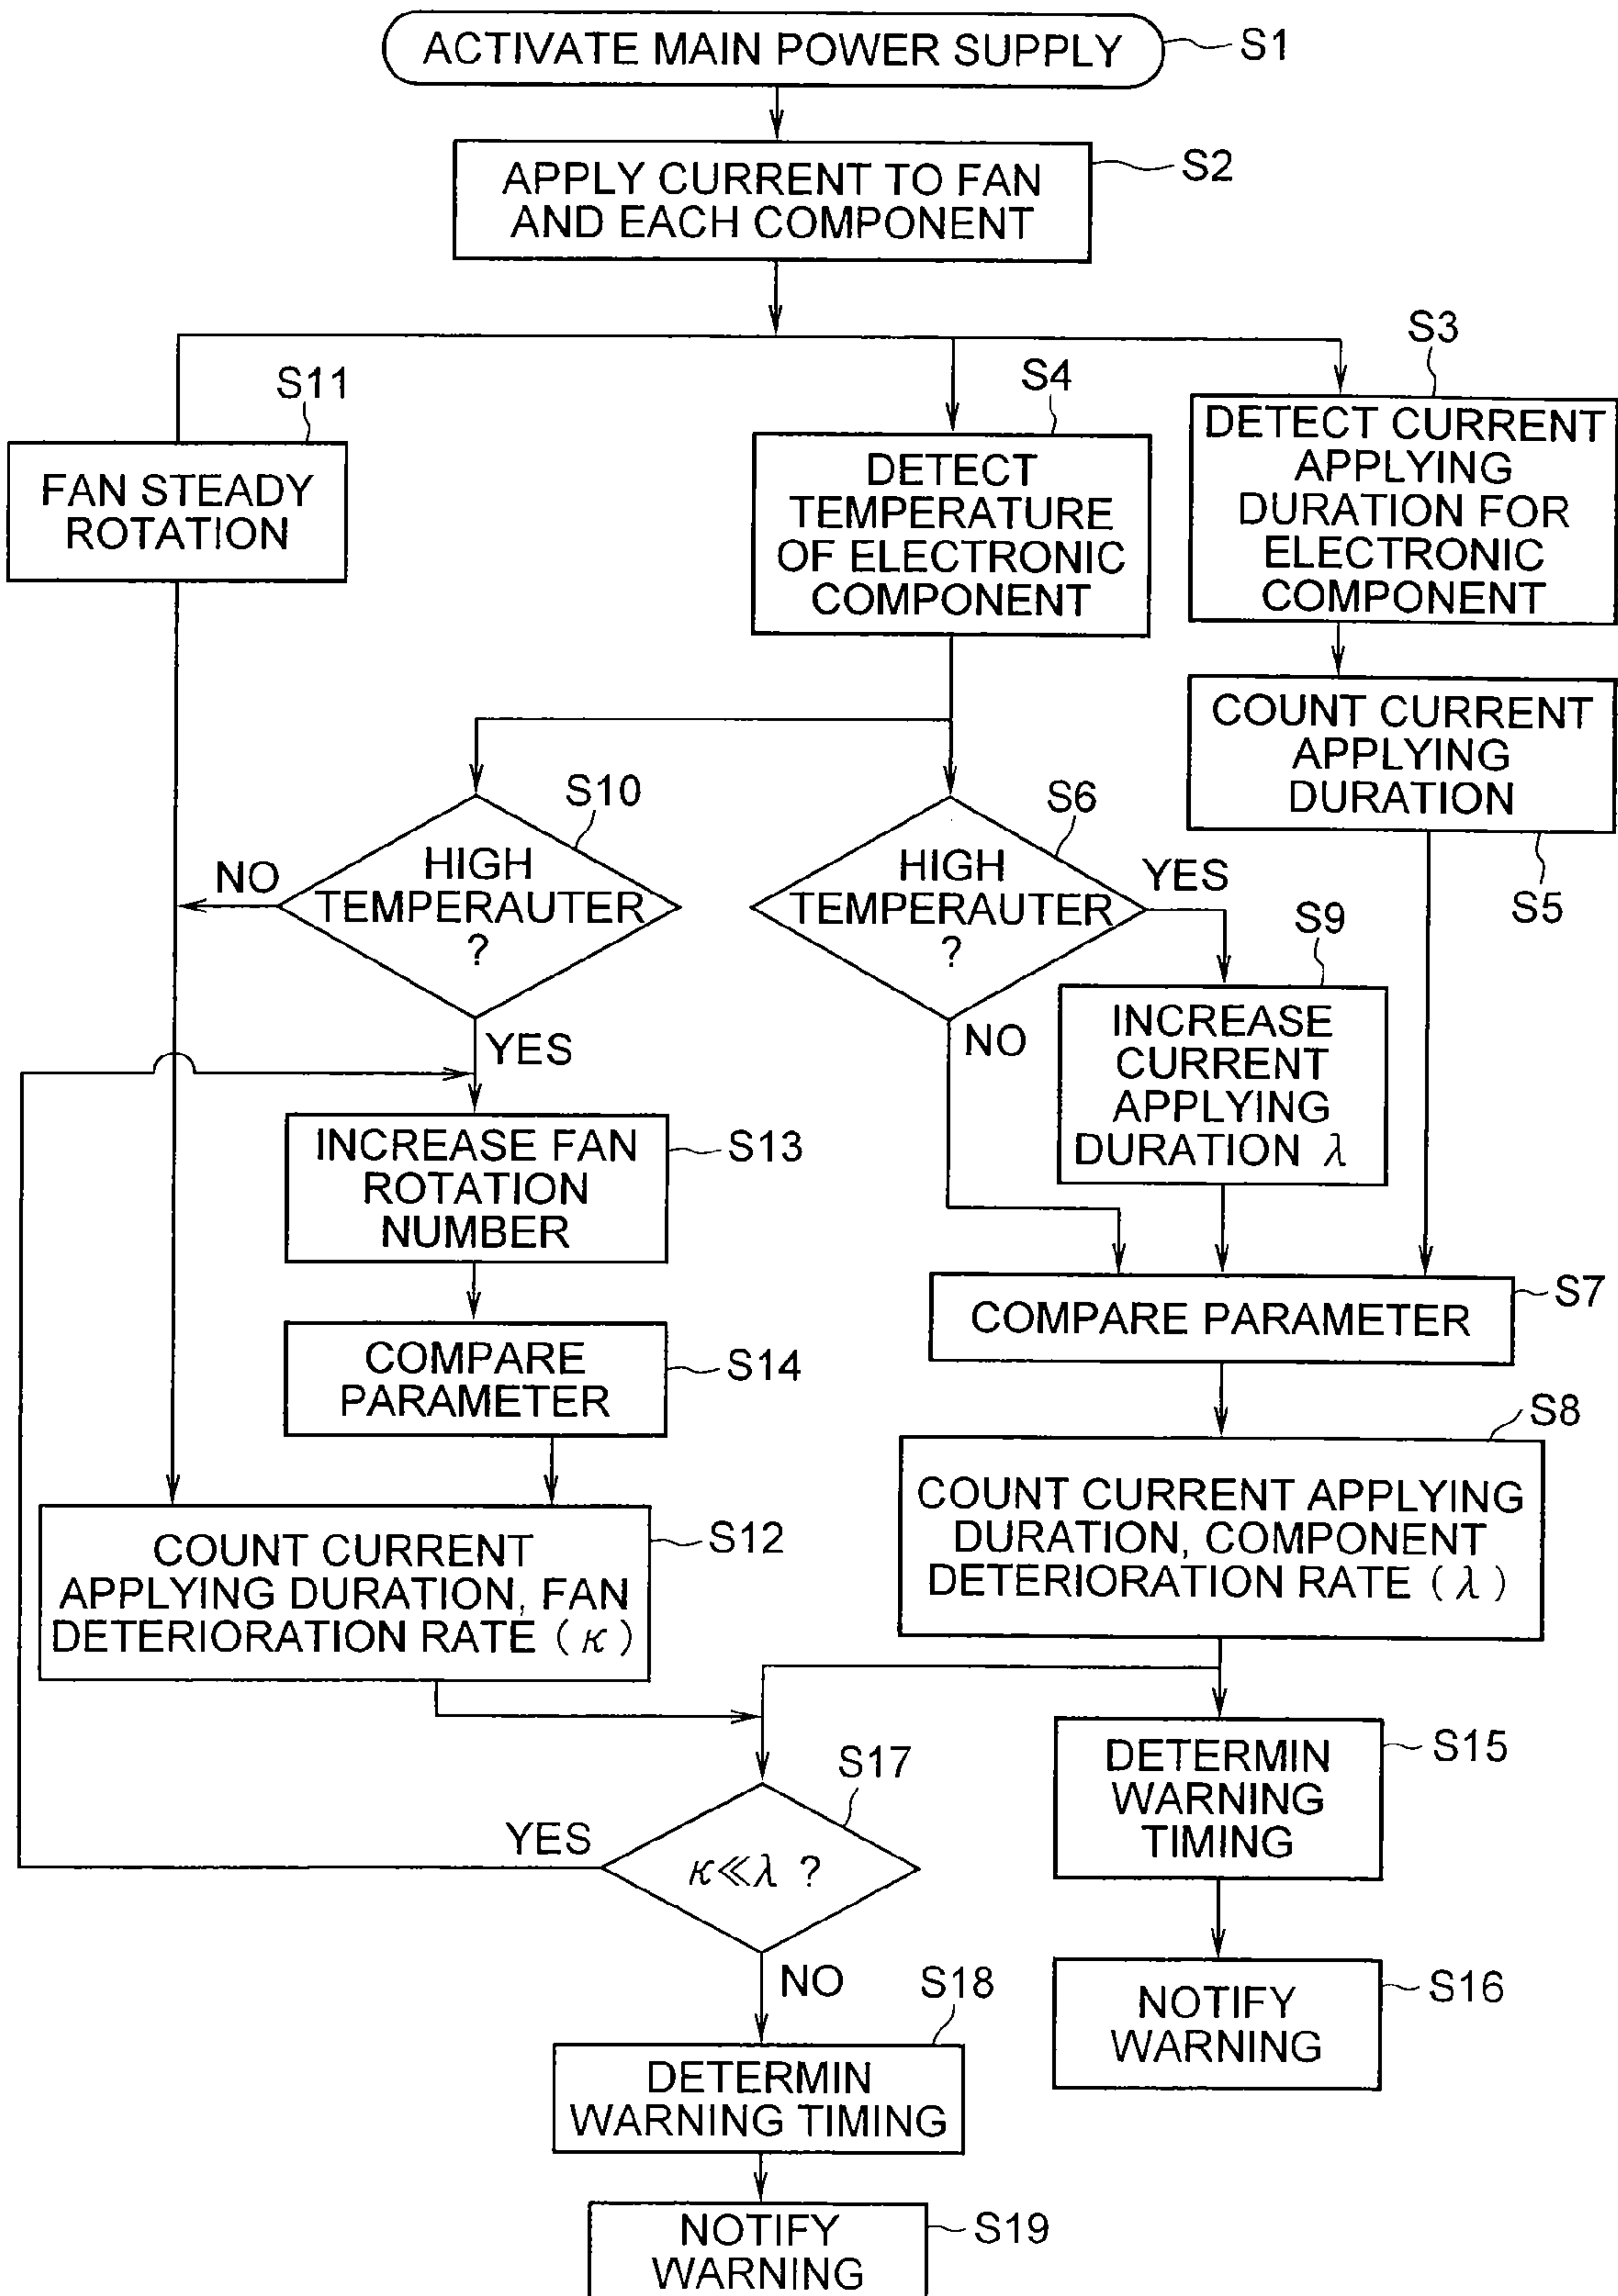 ACTIVATE MAIN POWER SUPPLY
S1
APPLY CURRENT TO FAN
AND EACH COMPONENT
S2
S3
DETECT CURRENT
APPLYING
DURATION FOR
ELECTRONIC
COMPONENT
S4
DETECT
TEMPERATURE
OF ELECTRONIC
COMPONENT
S11
FAN STEADY
ROTATION
COUNT CURRENT
APPLYING
DURATION
S5
S10
HIGH
TEMPERAUTER
?
NO
YES
S6
HIGH
TEMPERAUTER
?
YES
NO
S9
INCREASE
CURRENT
APPLYING
DURATION λ
INCREASE FAN
ROTATION
NUMBER
S13
COMPARE
PARAMETER
S14
COMPARE PARAMETER
S7
S8
COUNT CURRENT APPLYING
DURATION, COMPONENT
DETERIORATION RATE (λ)
COUNT CURRENT
APPLYING DURATION, FAN
DETERIORATION RATE (κ)
S12
S17
κ≪λ ?
YES
NO
DETERMIN
WARNING
TIMING
S15
NOTIFY
WARNING
S16
S18
DETERMIN
WARNING TIMING
NOTIFY
WARNING
S19